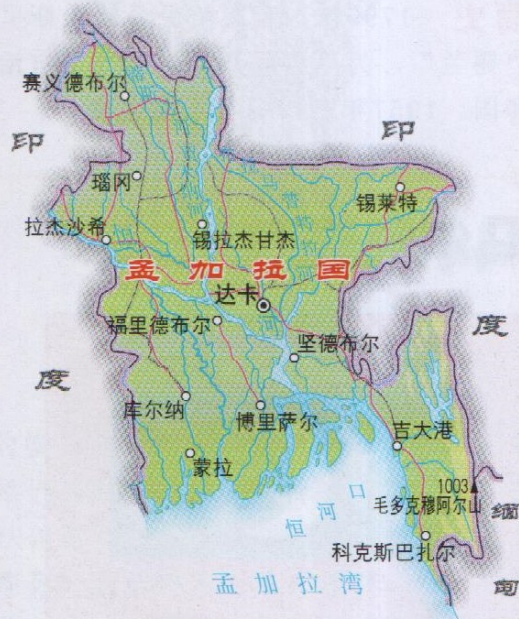 赛义德布尔
印
印
瑙冈
锡莱特
拉杰沙希
锡拉杰甘杰
孟加拉国
达卡
福里德布尔
坚德布尔
度
度
库尔纳
博里萨尔
吉大港
蒙拉
1003
毛多克穆阿尔山
缅
恒河口
科克斯巴扎尔
孟加拉湾
甸